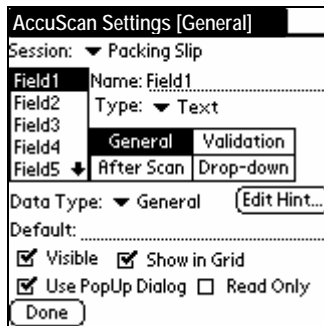 AccuScan Settings [General]
Session: Packing Slip
Field1
Field2
Field3
Field4
Field5
Name: Field1
Type: Text
General Validation
After Scan Drop-down
Data Type: General Edit Hint...
Default:
Visible Show in Grid
Use PopUp Dialog Read Only
Done